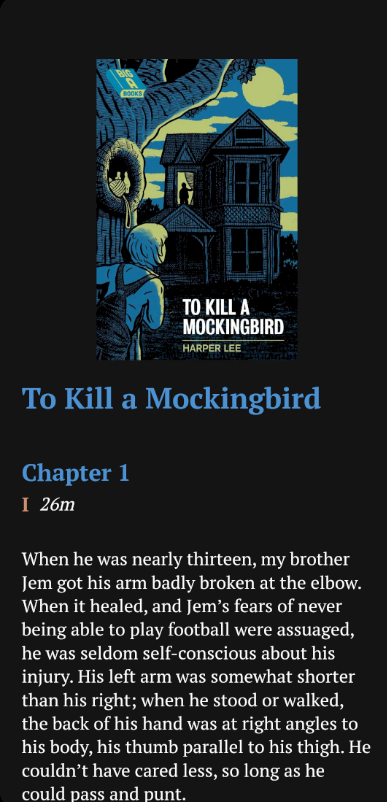 BIG
A
BOOKS
TO KILL A
MOCKINGBIRD
HARPER LEE
To Kill a Mockingbird
Chapter 1
I 26m
When he was nearly thirteen, my brother
Jem got his arm badly broken at the elbow.
When it healed, and Jem’s fears of never
being able to play football were assuaged,
he was seldom self-conscious about his
injury. His left arm was somewhat shorter
than his right; when he stood or walked,
the back of his hand was at right angles to
his body, his thumb parallel to his thigh. He
couldn’t have cared less, so long as he
could pass and punt.